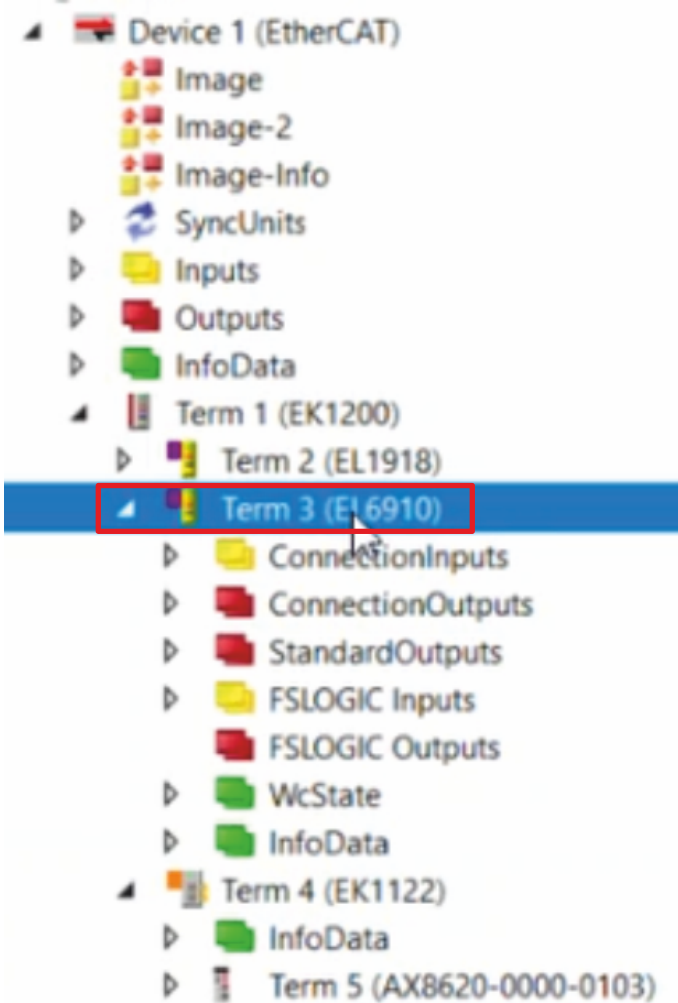 Device 1 (EtherCAT)
Image
Image-2
Image-Info
SyncUnits
Inputs
Outputs
InfoData
Term 1 (EK1200)
Term 2 (EL1918)
Term 3 (EL6910)
ConnectionInputs
ConnectionOutputs
StandardOutputs
FSLOGIC Inputs
FSLOGIC Outputs
WcState
InfoData
Term 4 (EK1122)
InfoData
Term 5 (AX8620-0000-0103)